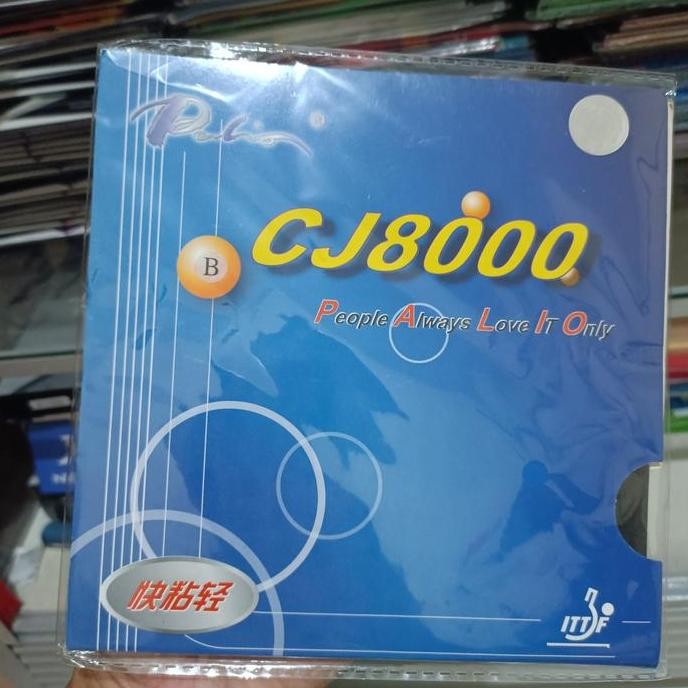 Palio ®
B
CJ8000
People Always Love IT Only
快粘轻
ITTF